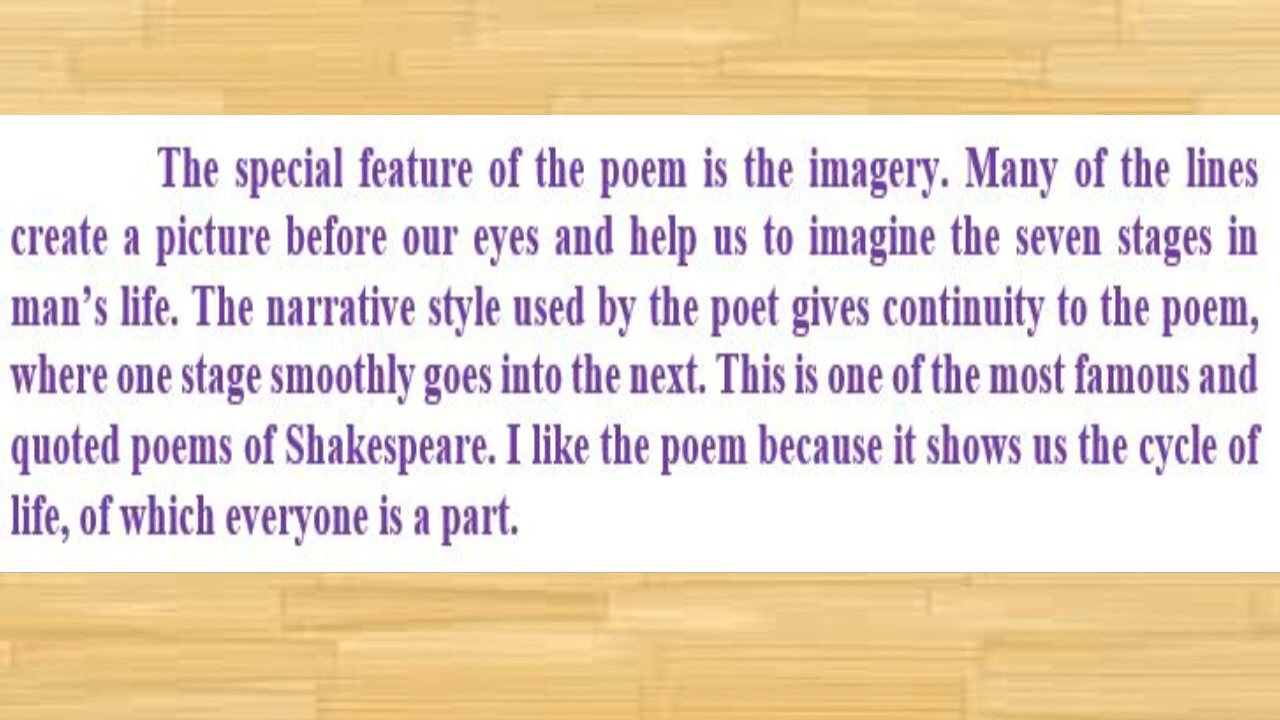 The special feature of the poem is the imagery. Many of the lines
create a picture before our eyes and help us to imagine the seven stages in
man’s life. The narrative style used by the poet gives continuity to the poem,
where one stage smoothly goes into the next. This is one of the most famous and
quoted poems of Shakespeare. I like the poem because it shows us the cycle of
life, of which everyone is a part.